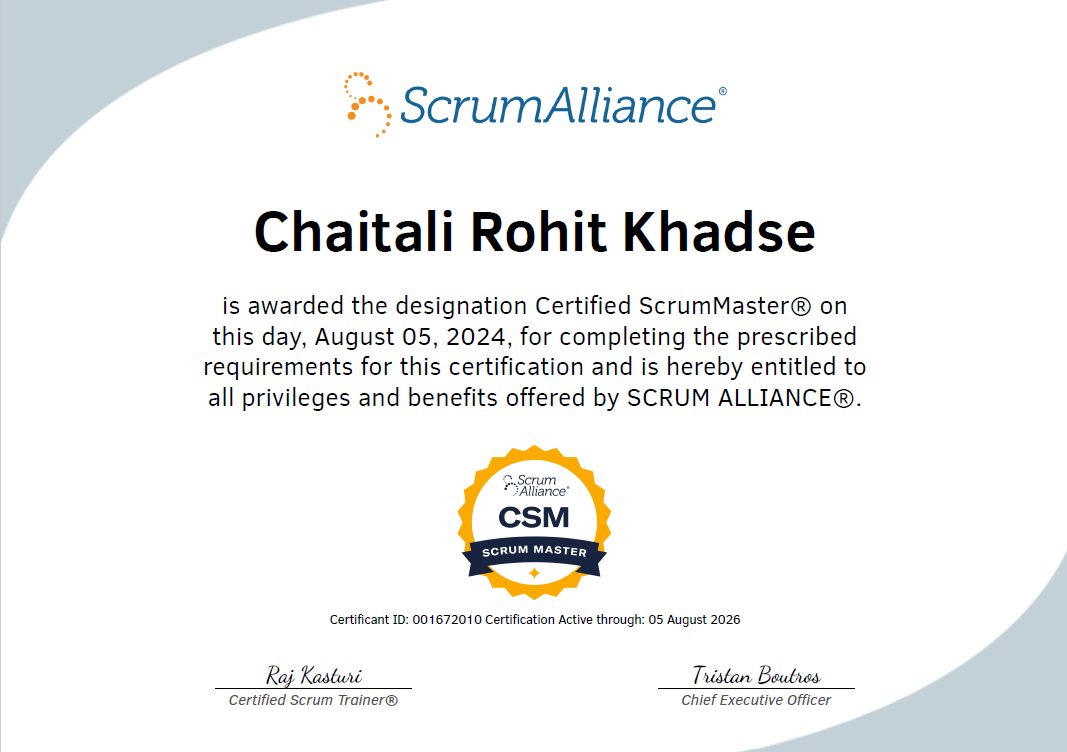 ScrumAlliance®
Chaitali Rohit Khadse
is awarded the designation Certified ScrumMaster® on
this day, August 05, 2024, for completing the prescribed
requirements for this certification and is hereby entitled to
all privileges and benefits offered by SCRUM ALLIANCE®.
Scrum
Alliance®
CSM
SCRUM MASTER
Certificant ID: 001672010 Certification Active through: 05 August 2026
Raj Kasturi
Certified Scrum Trainer®
Tristan Boutros
Chief Executive Officer